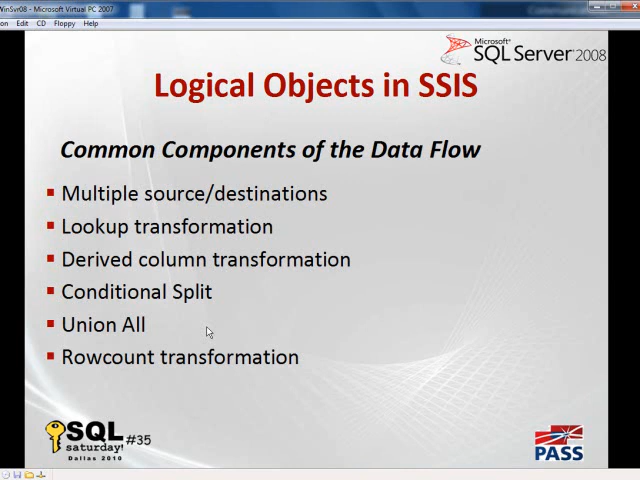 WinSvr08 - Microsoft Virtual PC 2007
Edit CD Floppy Help
Microsoft®
SQL Server® 2008
Logical Objects in SSIS
Common Components of the Data Flow
Multiple source/destinations
Lookup transformation
Derived column transformation
Conditional Split
Union All
Rowcount transformation
SQL
saturday!
#35
Dallas 2010
PASS